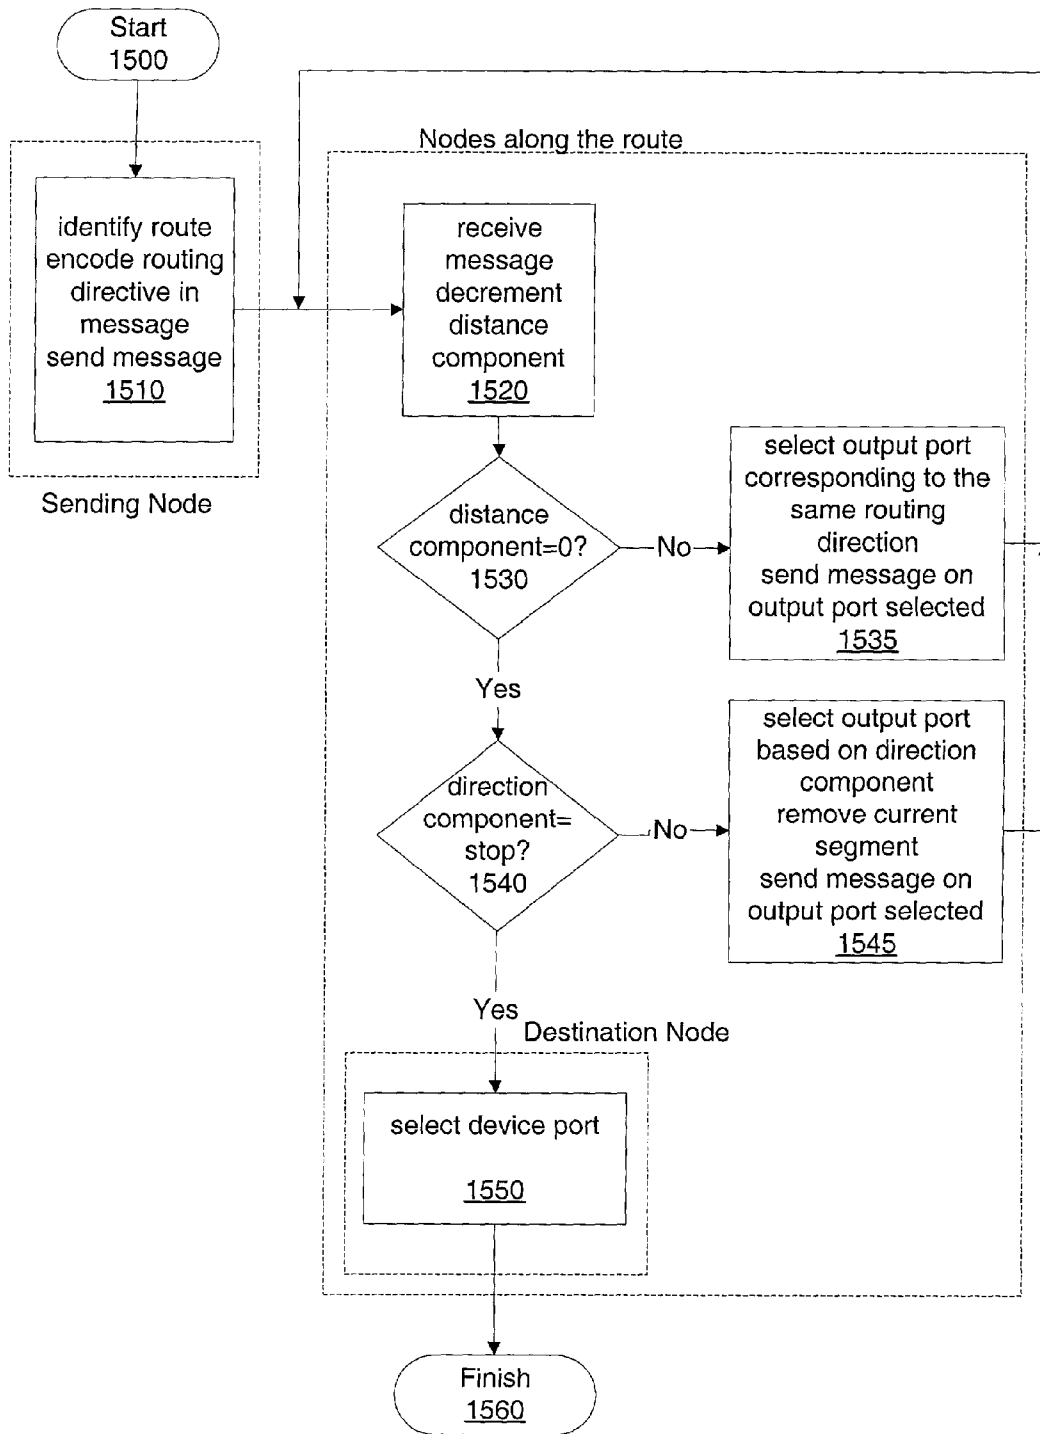 Start
1500
Nodes along the route
identify route
encode routing
directive in
message
send message
1510
Sending Node
receive
message
decrement
distance
component
1520
distance
component=0?
1530
No
select output port
corresponding to the
same routing
direction
send message on
output port selected
1535
Yes
direction
component=
stop?
1540
No
select output port
based on direction
component
remove current
segment
send message on
output port selected
1545
Yes
Destination Node
select device port
1550
Finish
1560